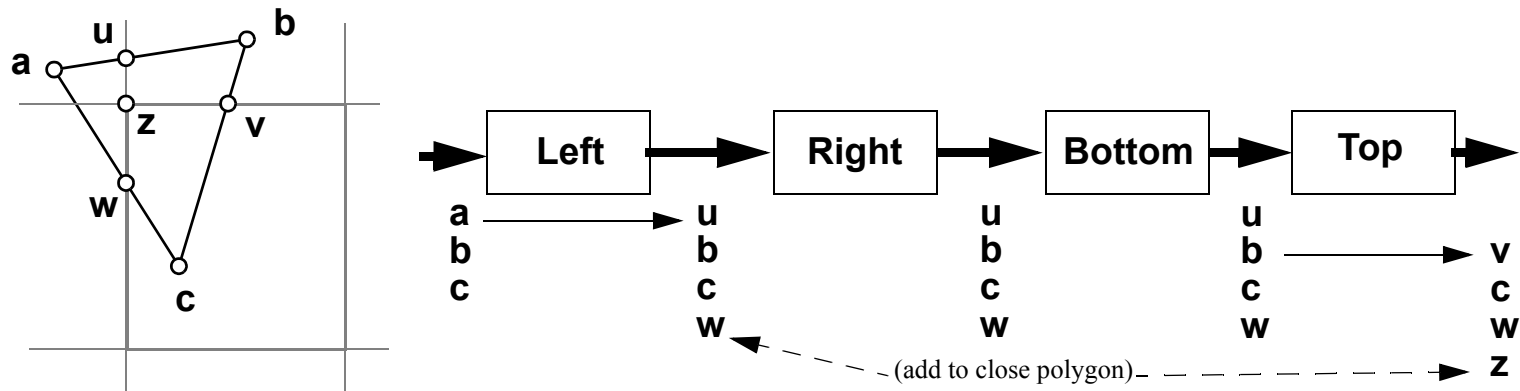 u
b
a
z
v
w
c
Left
Right
Bottom
Top
a u u u
b b b b v
c c c c c
w w w w
(add to close polygon) z